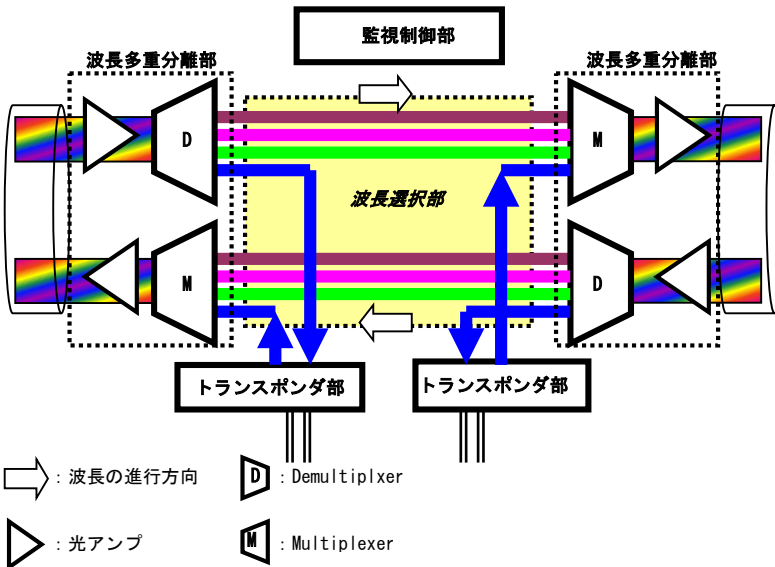 監視制御部
波長多重分離部
波長多重分離部
D
M
波長選択部
M
D
トランスポンダ部
トランスポンダ部
：波長の進行方向
D ：Demultiplxer
：光アンプ
M ：Multiplexer